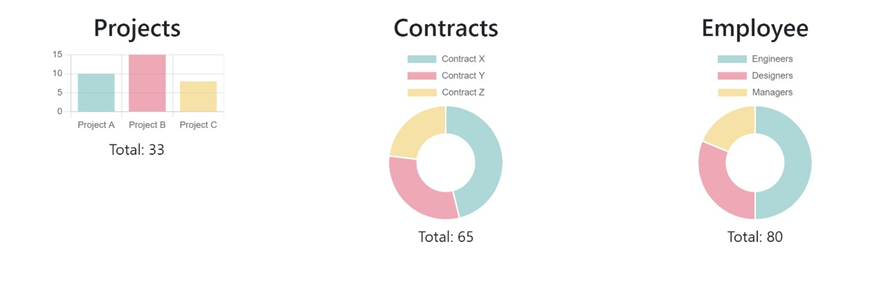 Projects
15
10
5
0
Project A Project B Project C
Total: 33
Contracts
Contract X
Contract Y
Contract Z
Total: 65
Employee
Engineers
Designers
Managers
Total: 80